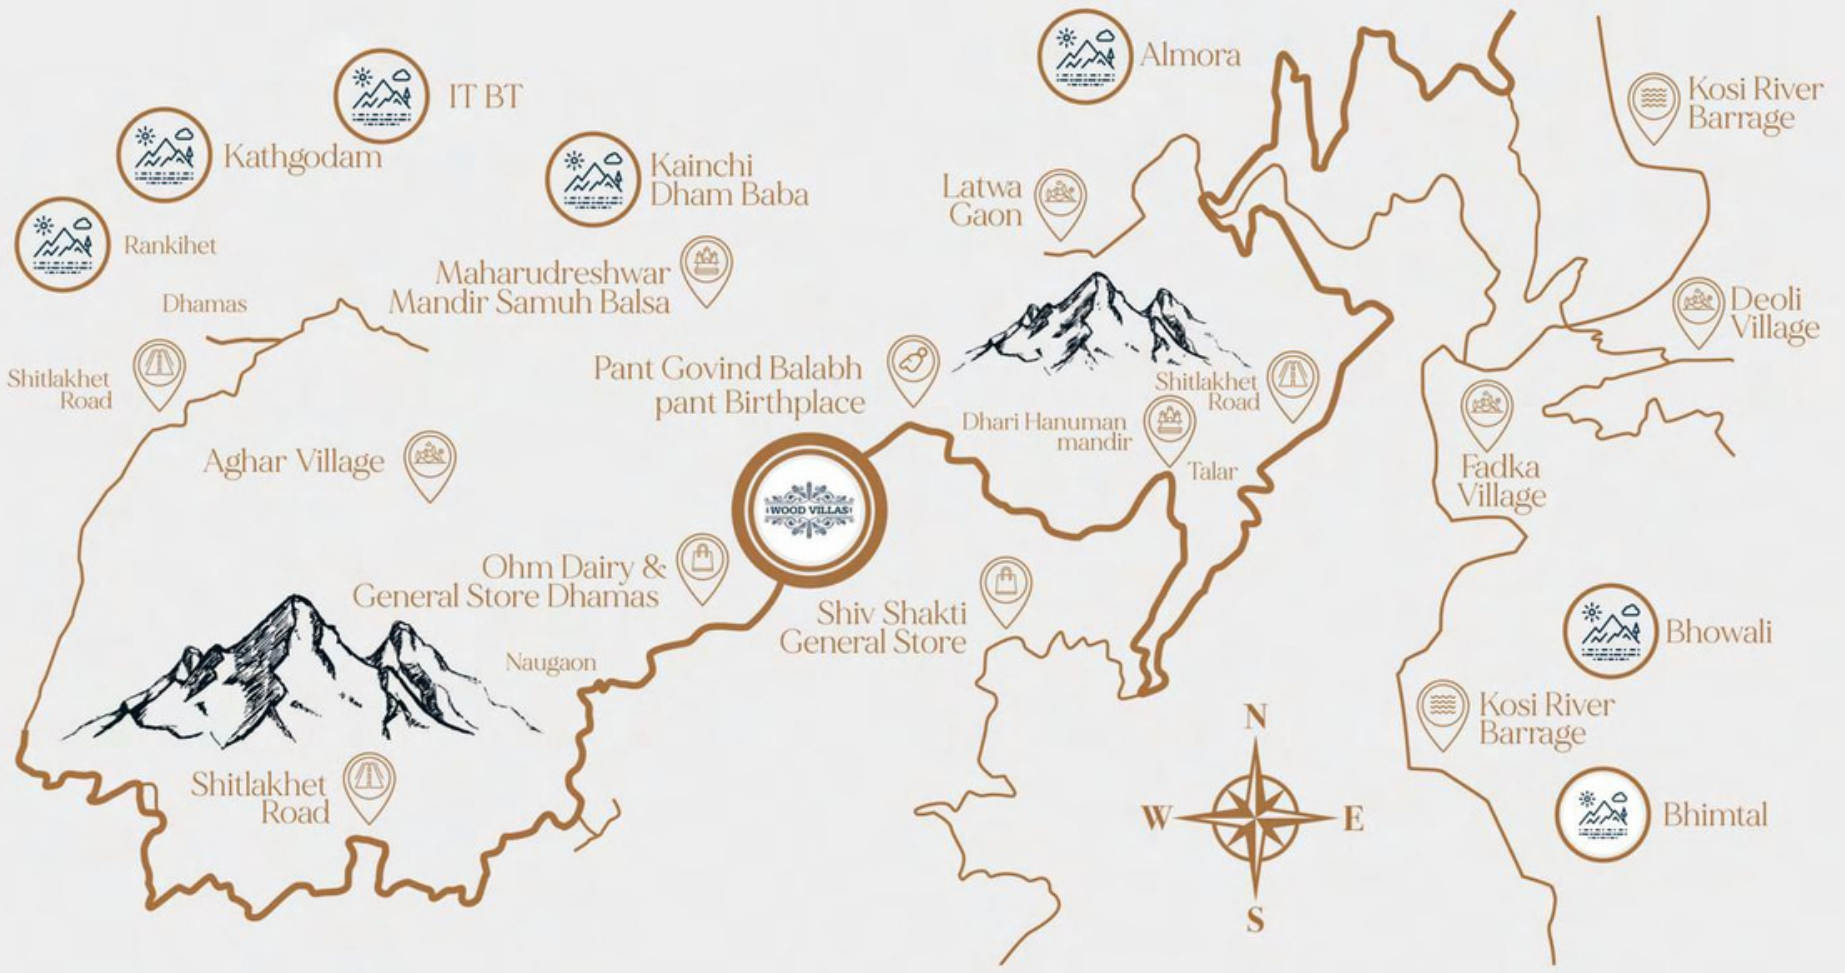 Almora
IT BT
Kosi River
Barrage
Kathgodam
Kainchi
Dham Baba
Latwa
Gaon
Rankihet
Maharudreshwar
Mandir Samuh Balsa
Dhamas
Deoli
Village
Shitlakhet
Road
Pant Govind Balabh
pant Birthplace
Shitlakhet
Road
Dhari Hanuman
mandir
Talar
Aghar Village
Fadka
Village
WOOD VILLAS
Ohm Dairy &
General Store Dhamas
Shiv Shakti
General Store
Bhowali
Naugaon
Kosi River
Barrage
N
W
E
S
Shitlakhet
Road
Bhimtal